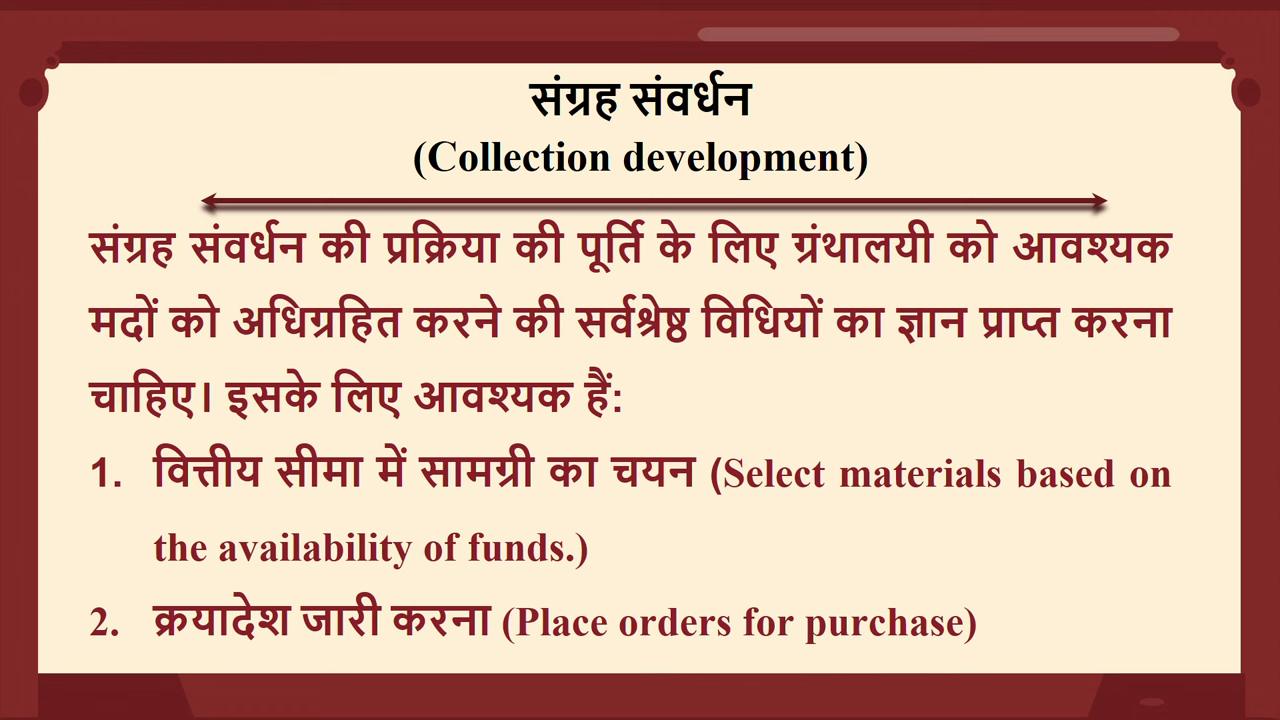 संग्रह संवर्धन
(Collection development)
संग्रह संवर्धन की प्रक्रिया की पूर्ति के लिए ग्रंथालयी को आवश्यक
मदों को अधिग्रहित करने की सर्वश्रेष्ठ विधियों का ज्ञान प्राप्त करना
चाहिए। इसके लिए आवश्यक हैं:
1. वित्तीय सीमा में सामग्री का चयन (Select materials based on
the availability of funds.)
2. क्रयादेश जारी करना (Place orders for purchase)